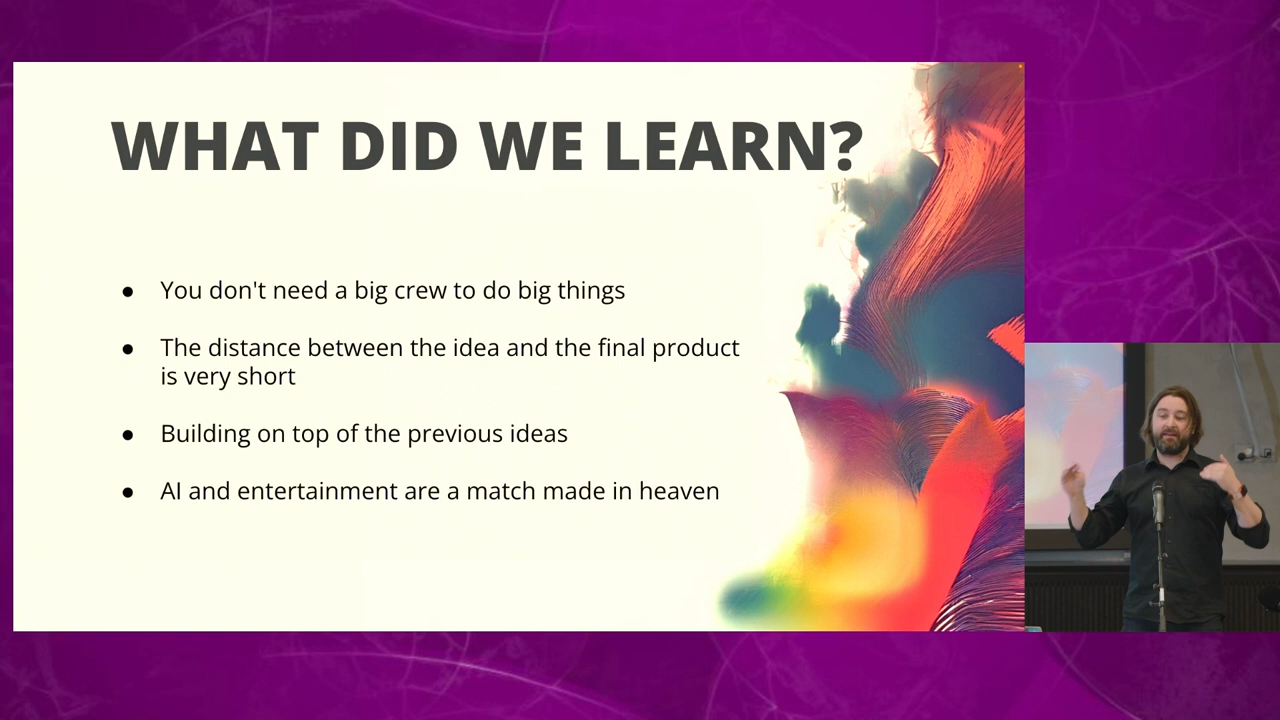 WHAT DID WE LEARN?
● You don't need a big crew to do big things
● The distance between the idea and the final product
is very short
● Building on top of the previous ideas
● AI and entertainment are a match made in heaven